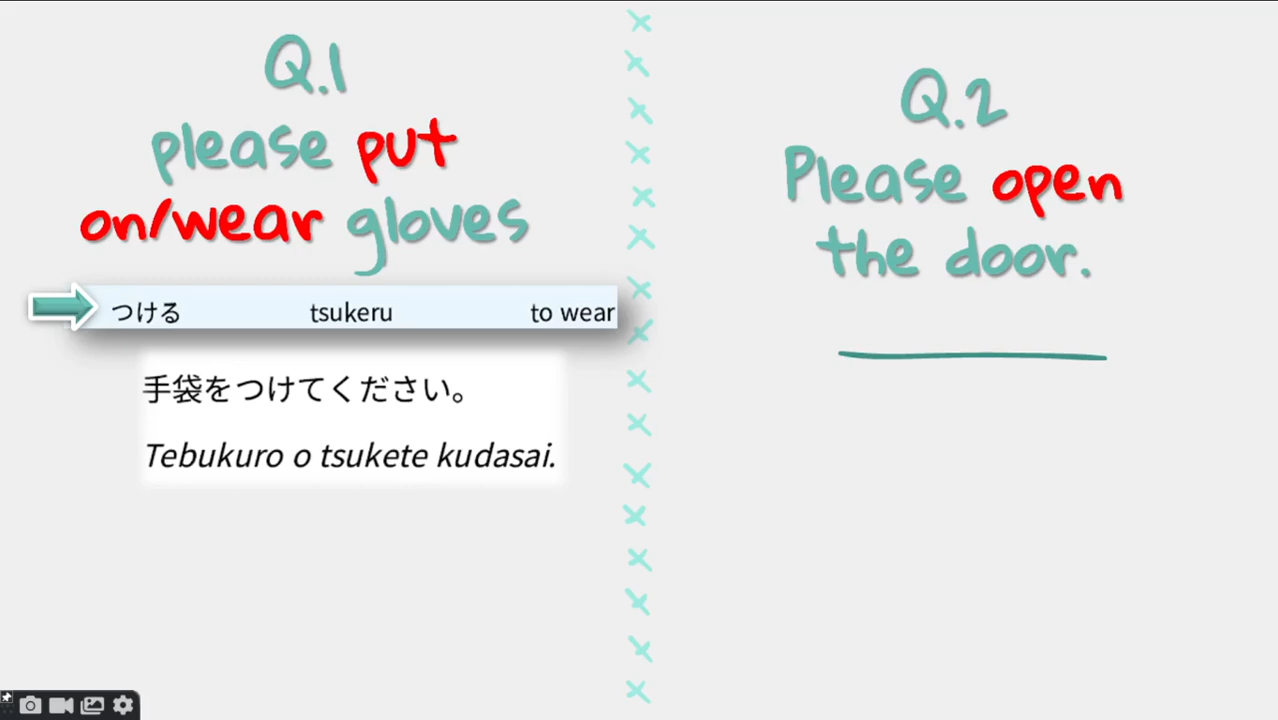 Q.1
please put
on/wear gloves
つける tsukeru to wear
手袋をつけてください。
Tebukuro o tsukete kudasai.
Q.2
Please open
the door.